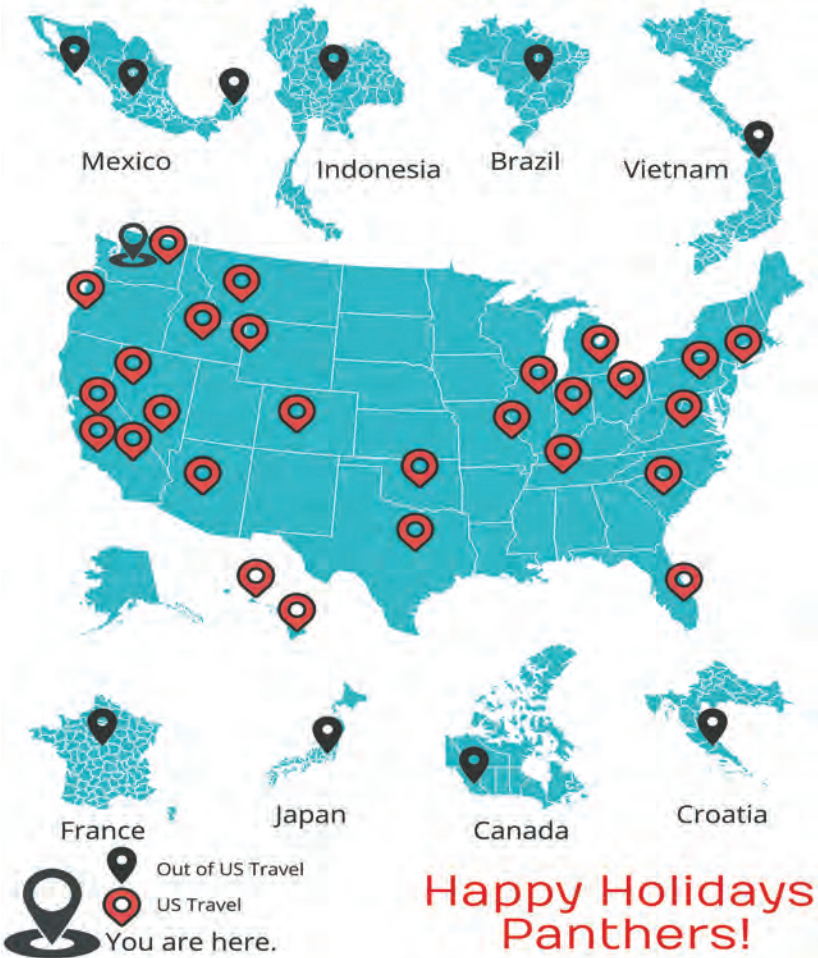 Mexico
Indonesia
Brazil
Vietnam
France
Japan
Canada
Croatia
Out of US Travel
US Travel
You are here.
Happy Holidays
Panthers!